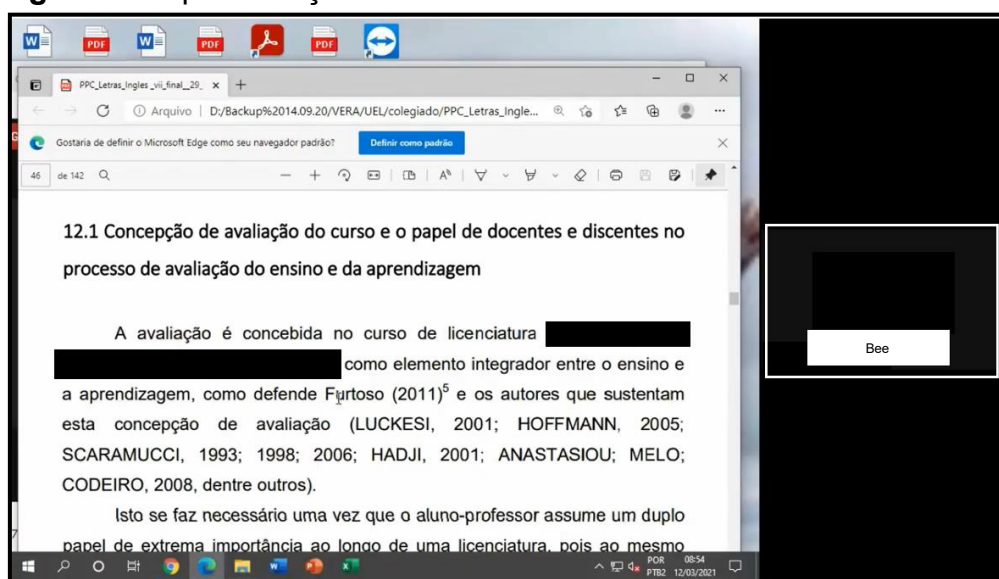 PPC_Letras_Ingles _vii_final__29_
Arquivo | D:/Backup%2014.09.20/VERA/UEL/colegiado/PPC_Letras_Ingle...
Gostaria de definir o Microsoft Edge como seu navegador padrão? Definir como padrão
46 de 142
12.1 Concepção de avaliação do curso e o papel de docentes e discentes no
processo de avaliação do ensino e da aprendizagem
A avaliação é concebida no curso de licenciatura
como elemento integrador entre o ensino e
a aprendizagem, como defende Furtoso (2011)5 e os autores que sustentam
esta concepção de avaliação (LUCKESI, 2001; HOFFMANN, 2005;
SCARAMUCCI, 1993; 1998; 2006; HADJI, 2001; ANASTASIOU; MELO;
CODEIRO, 2008, dentre outros).
Isto se faz necessário uma vez que o aluno-professor assume um duplo
papel de extrema importância ao longo de uma licenciatura, pois ao mesmo
Bee
POR 08:54
PTB2 12/03/2021